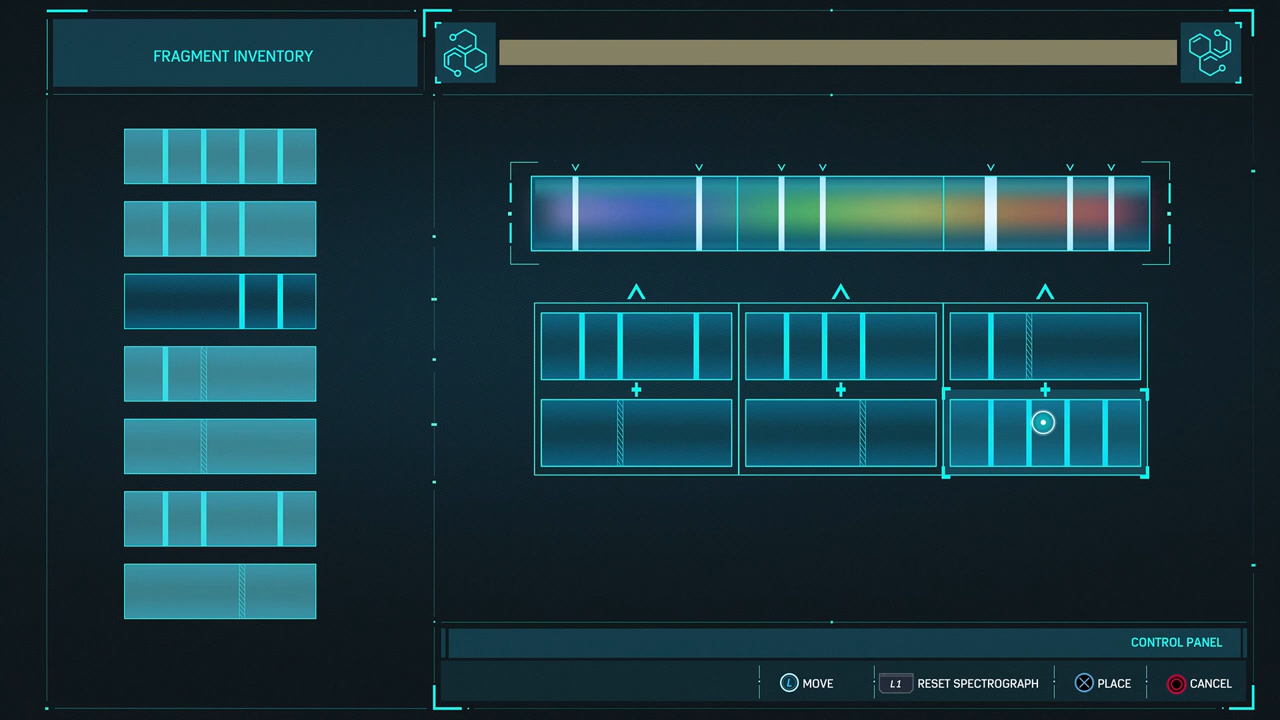 FRAGMENT INVENTORY
CONTROL PANEL
L MOVE
L1 RESET SPECTROGRAPH
PLACE
CANCEL